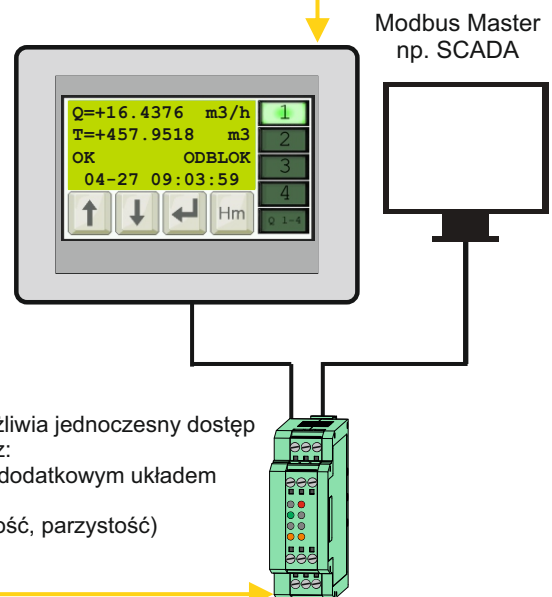 Modbus Master
np. SCADA
Q=+16.4376 m3/h
T=+457.9518 m3
OK ODBLOK
04-27 09:03:59
1
2
3
4
Q 1-4
Hm
żliwia jednoczesny dostęp
z:
dodatkowym układem
ość, parzystość)